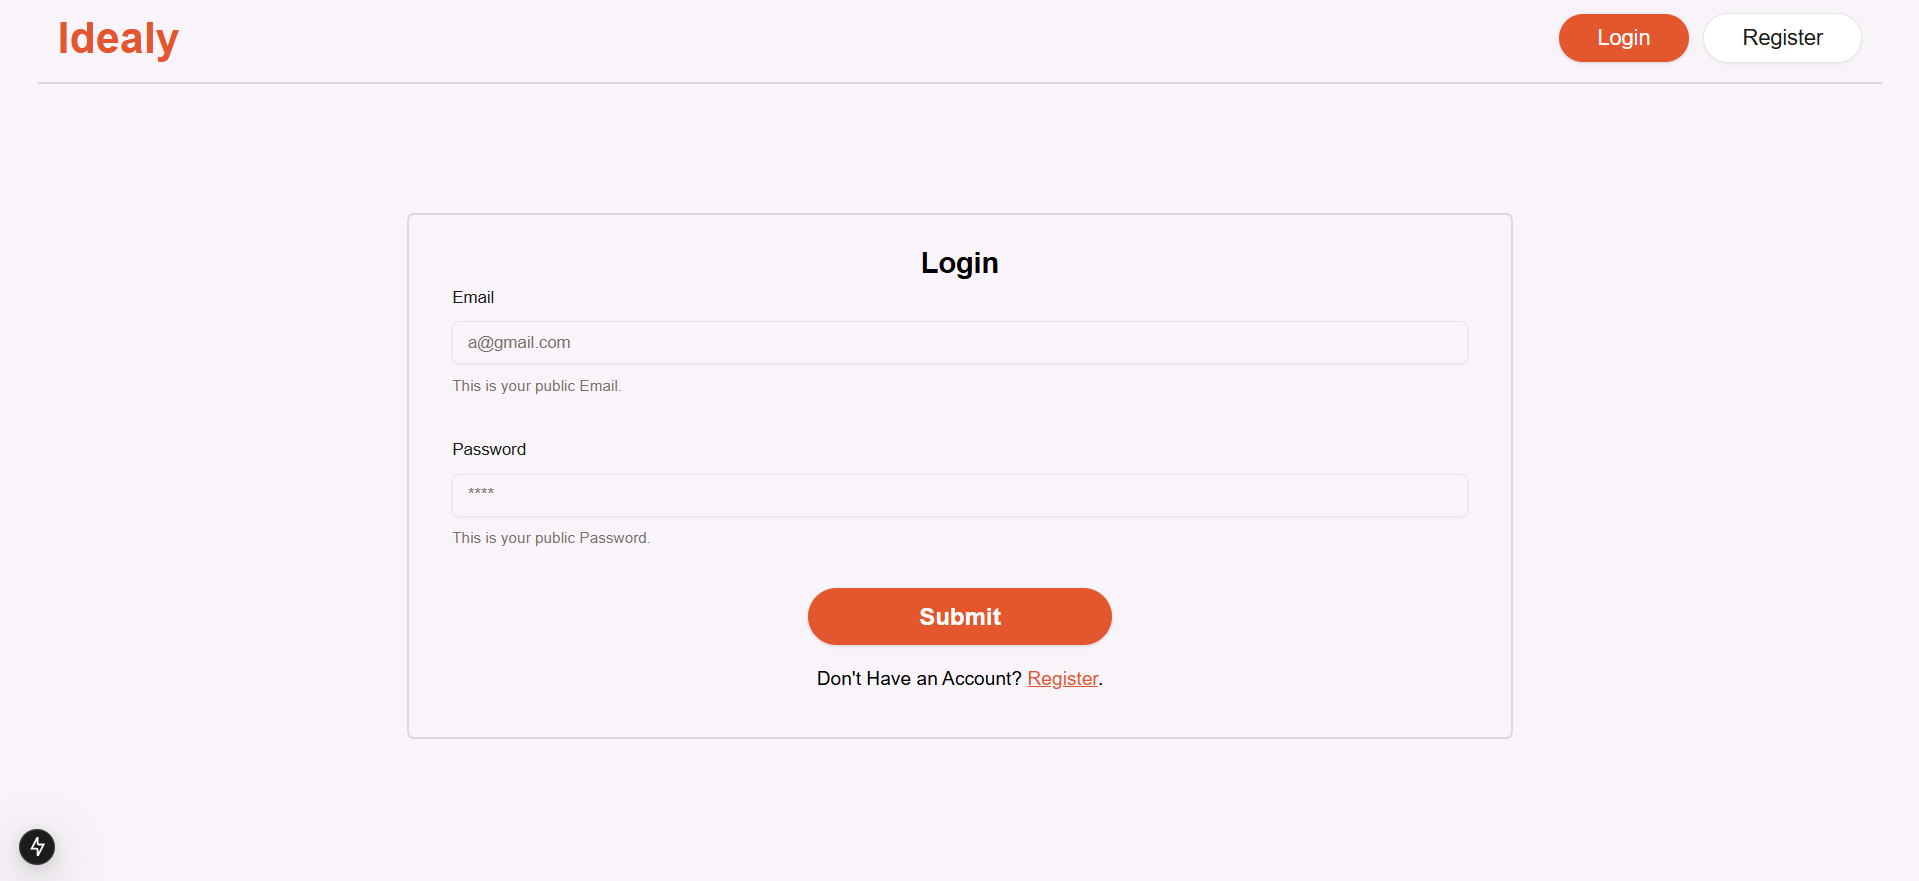 Idealy
Login
Register
Login
Email
a@gmail.com
This is your public Email.
Password
****
This is your public Password.
Submit
Don't Have an Account? Register.